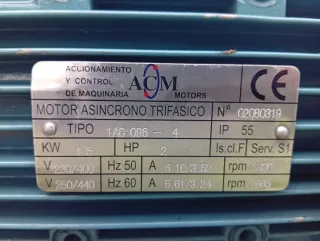 ACCIONAMIENTO
Y CONTROL
DE MAQUINARIA
ACM
MOTORS
CE
MOTOR ASINCRONO TRIFASICO Nº 02080319
TIPO 1AG 096 - 4 IP 55
KW 1.5 HP 2 Is.cl.F Serv. S1
V 230/400 Hz 50 A rpm
V 250/440 Hz 60 A rpm